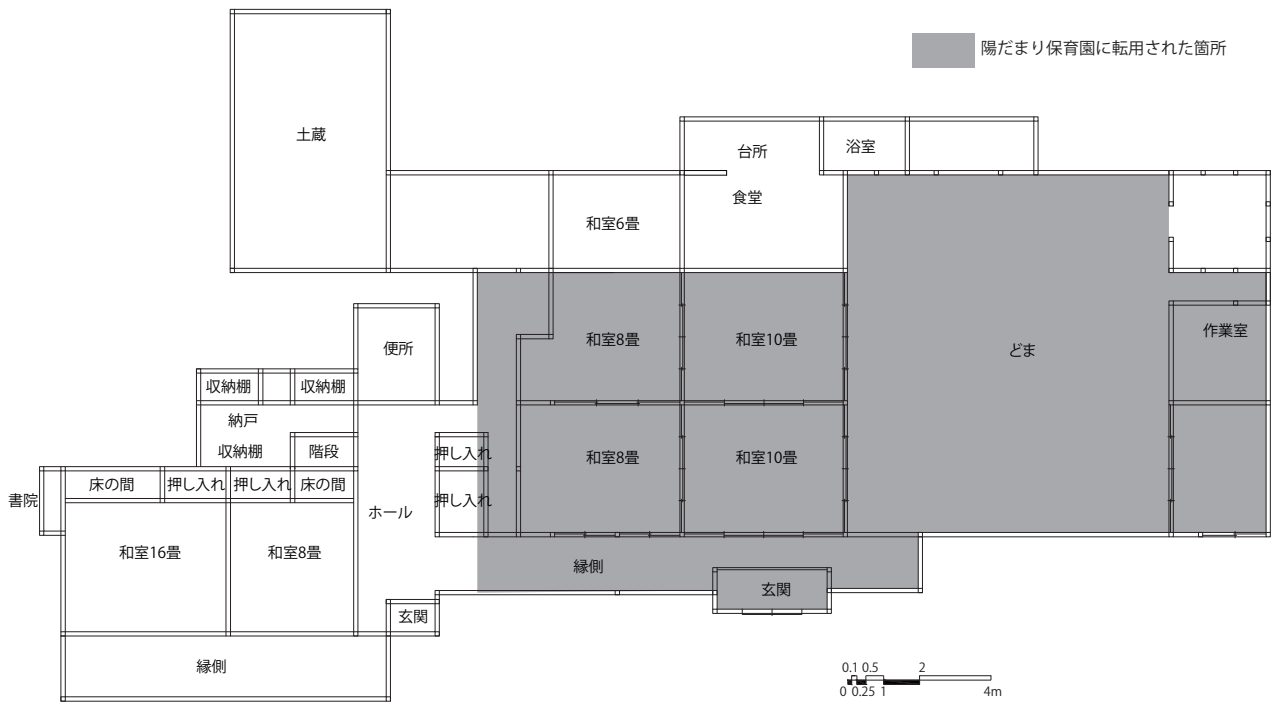 陽だまり保育園に転用された箇所
土蔵
台所
浴室
食堂
和室6畳
作業室
便所
和室8畳
和室10畳
どま
収納棚
収納棚
納戸
収納棚
階段
押し入れ
和室8畳
和室10畳
書院
床の間
押し入れ
押し入れ
床の間
押し入れ
ホール
和室16畳
和室8畳
縁側
玄関
玄関
縁側
0.1 0.5 2
0 0.25 1 4m